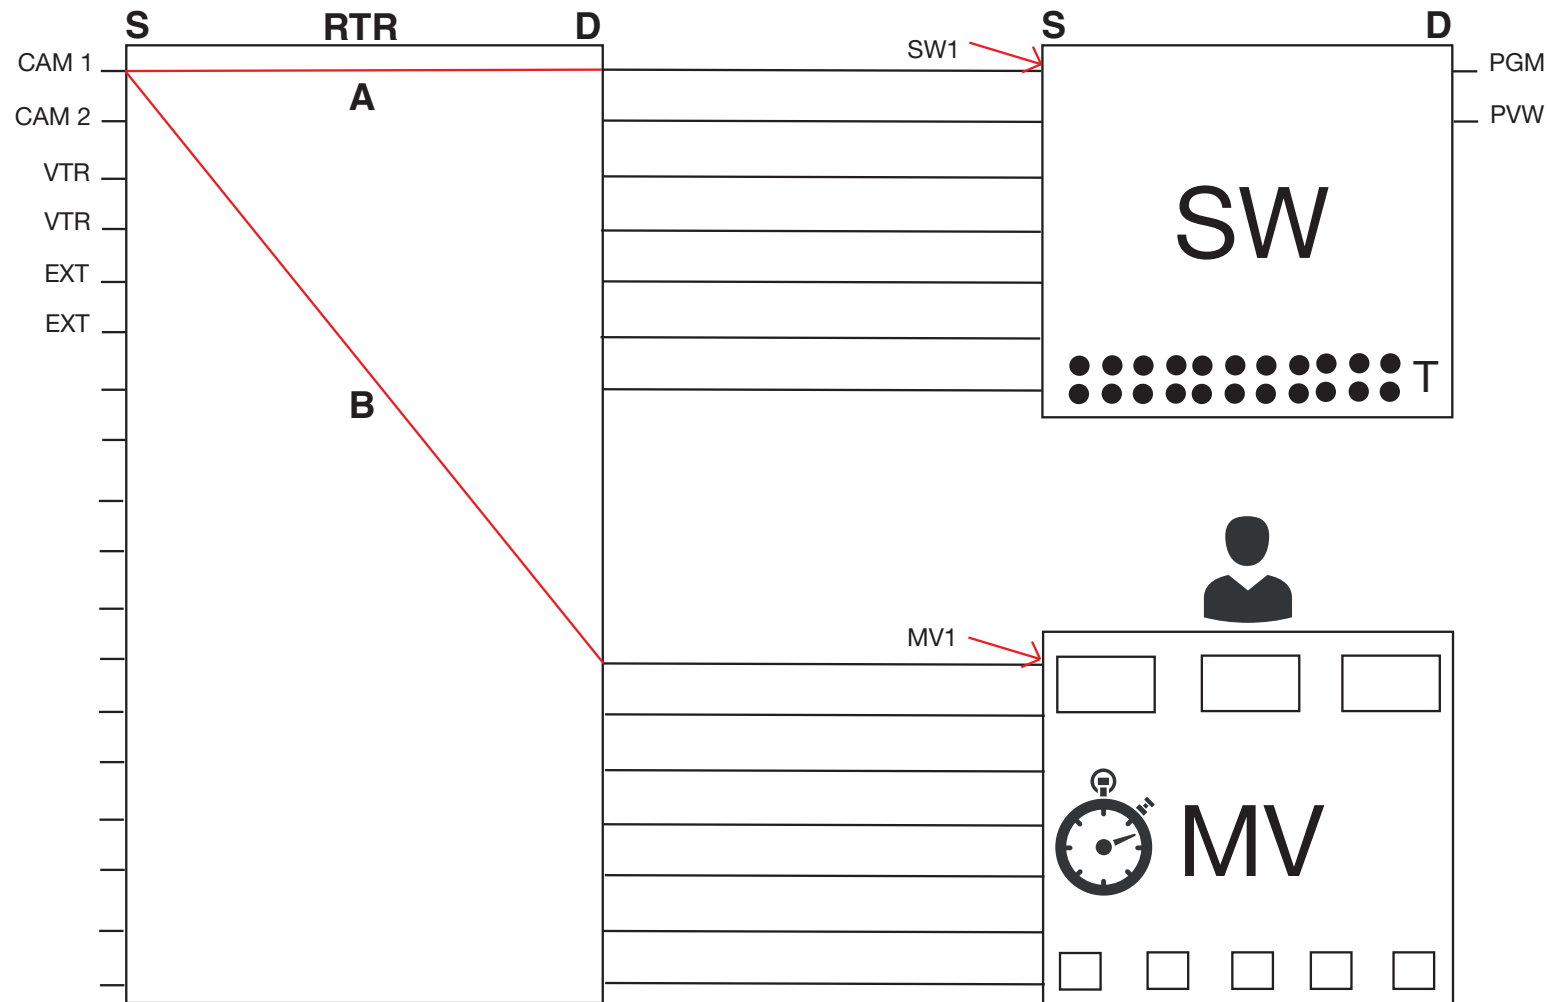 S RTR D
S D
CAM 1
A
SW1
PGM
CAM 2
PVW
VTR
VTR
SW
EXT
EXT
T
B
MV1
MV